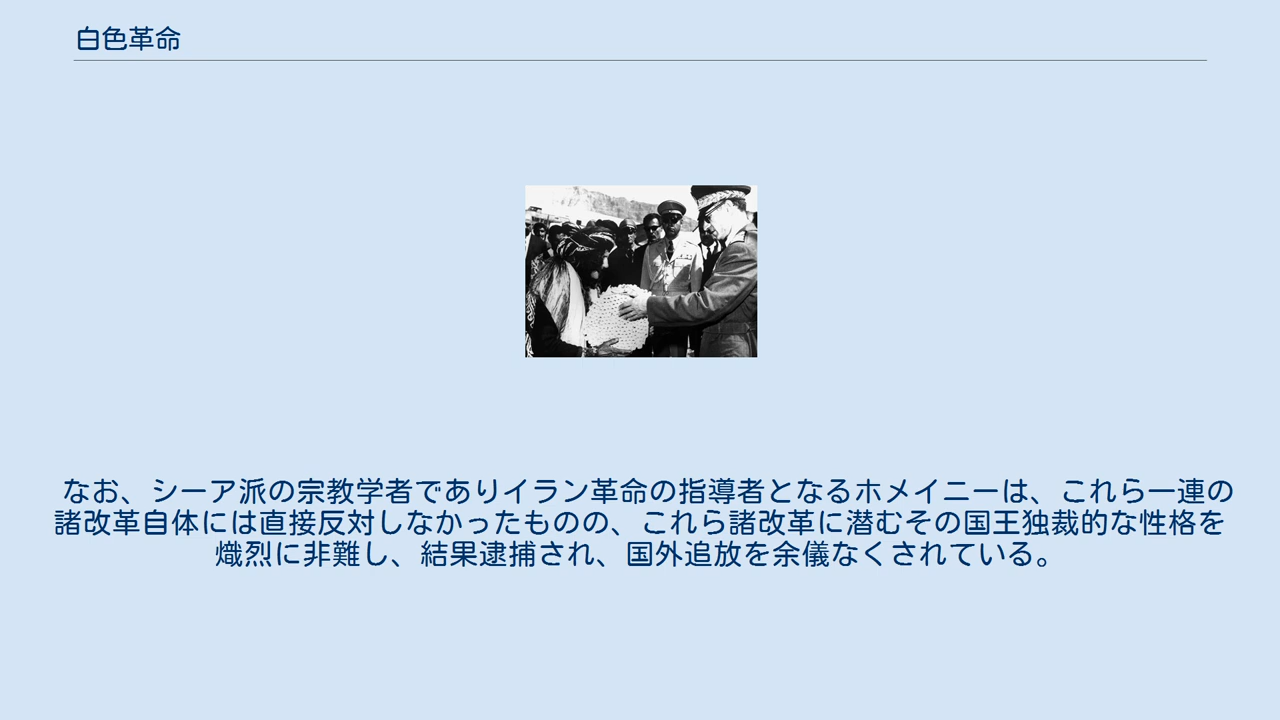 白色革命
なお、シーア派の宗教学者でありイラン革命の指導者となるホメイニーは、これら一連の
諸改革自体には直接反対しなかったものの、これら諸改革に潜むその国王独裁的な性格を
熾烈に非難し、結果逮捕され、国外追放を余儀なくされている。